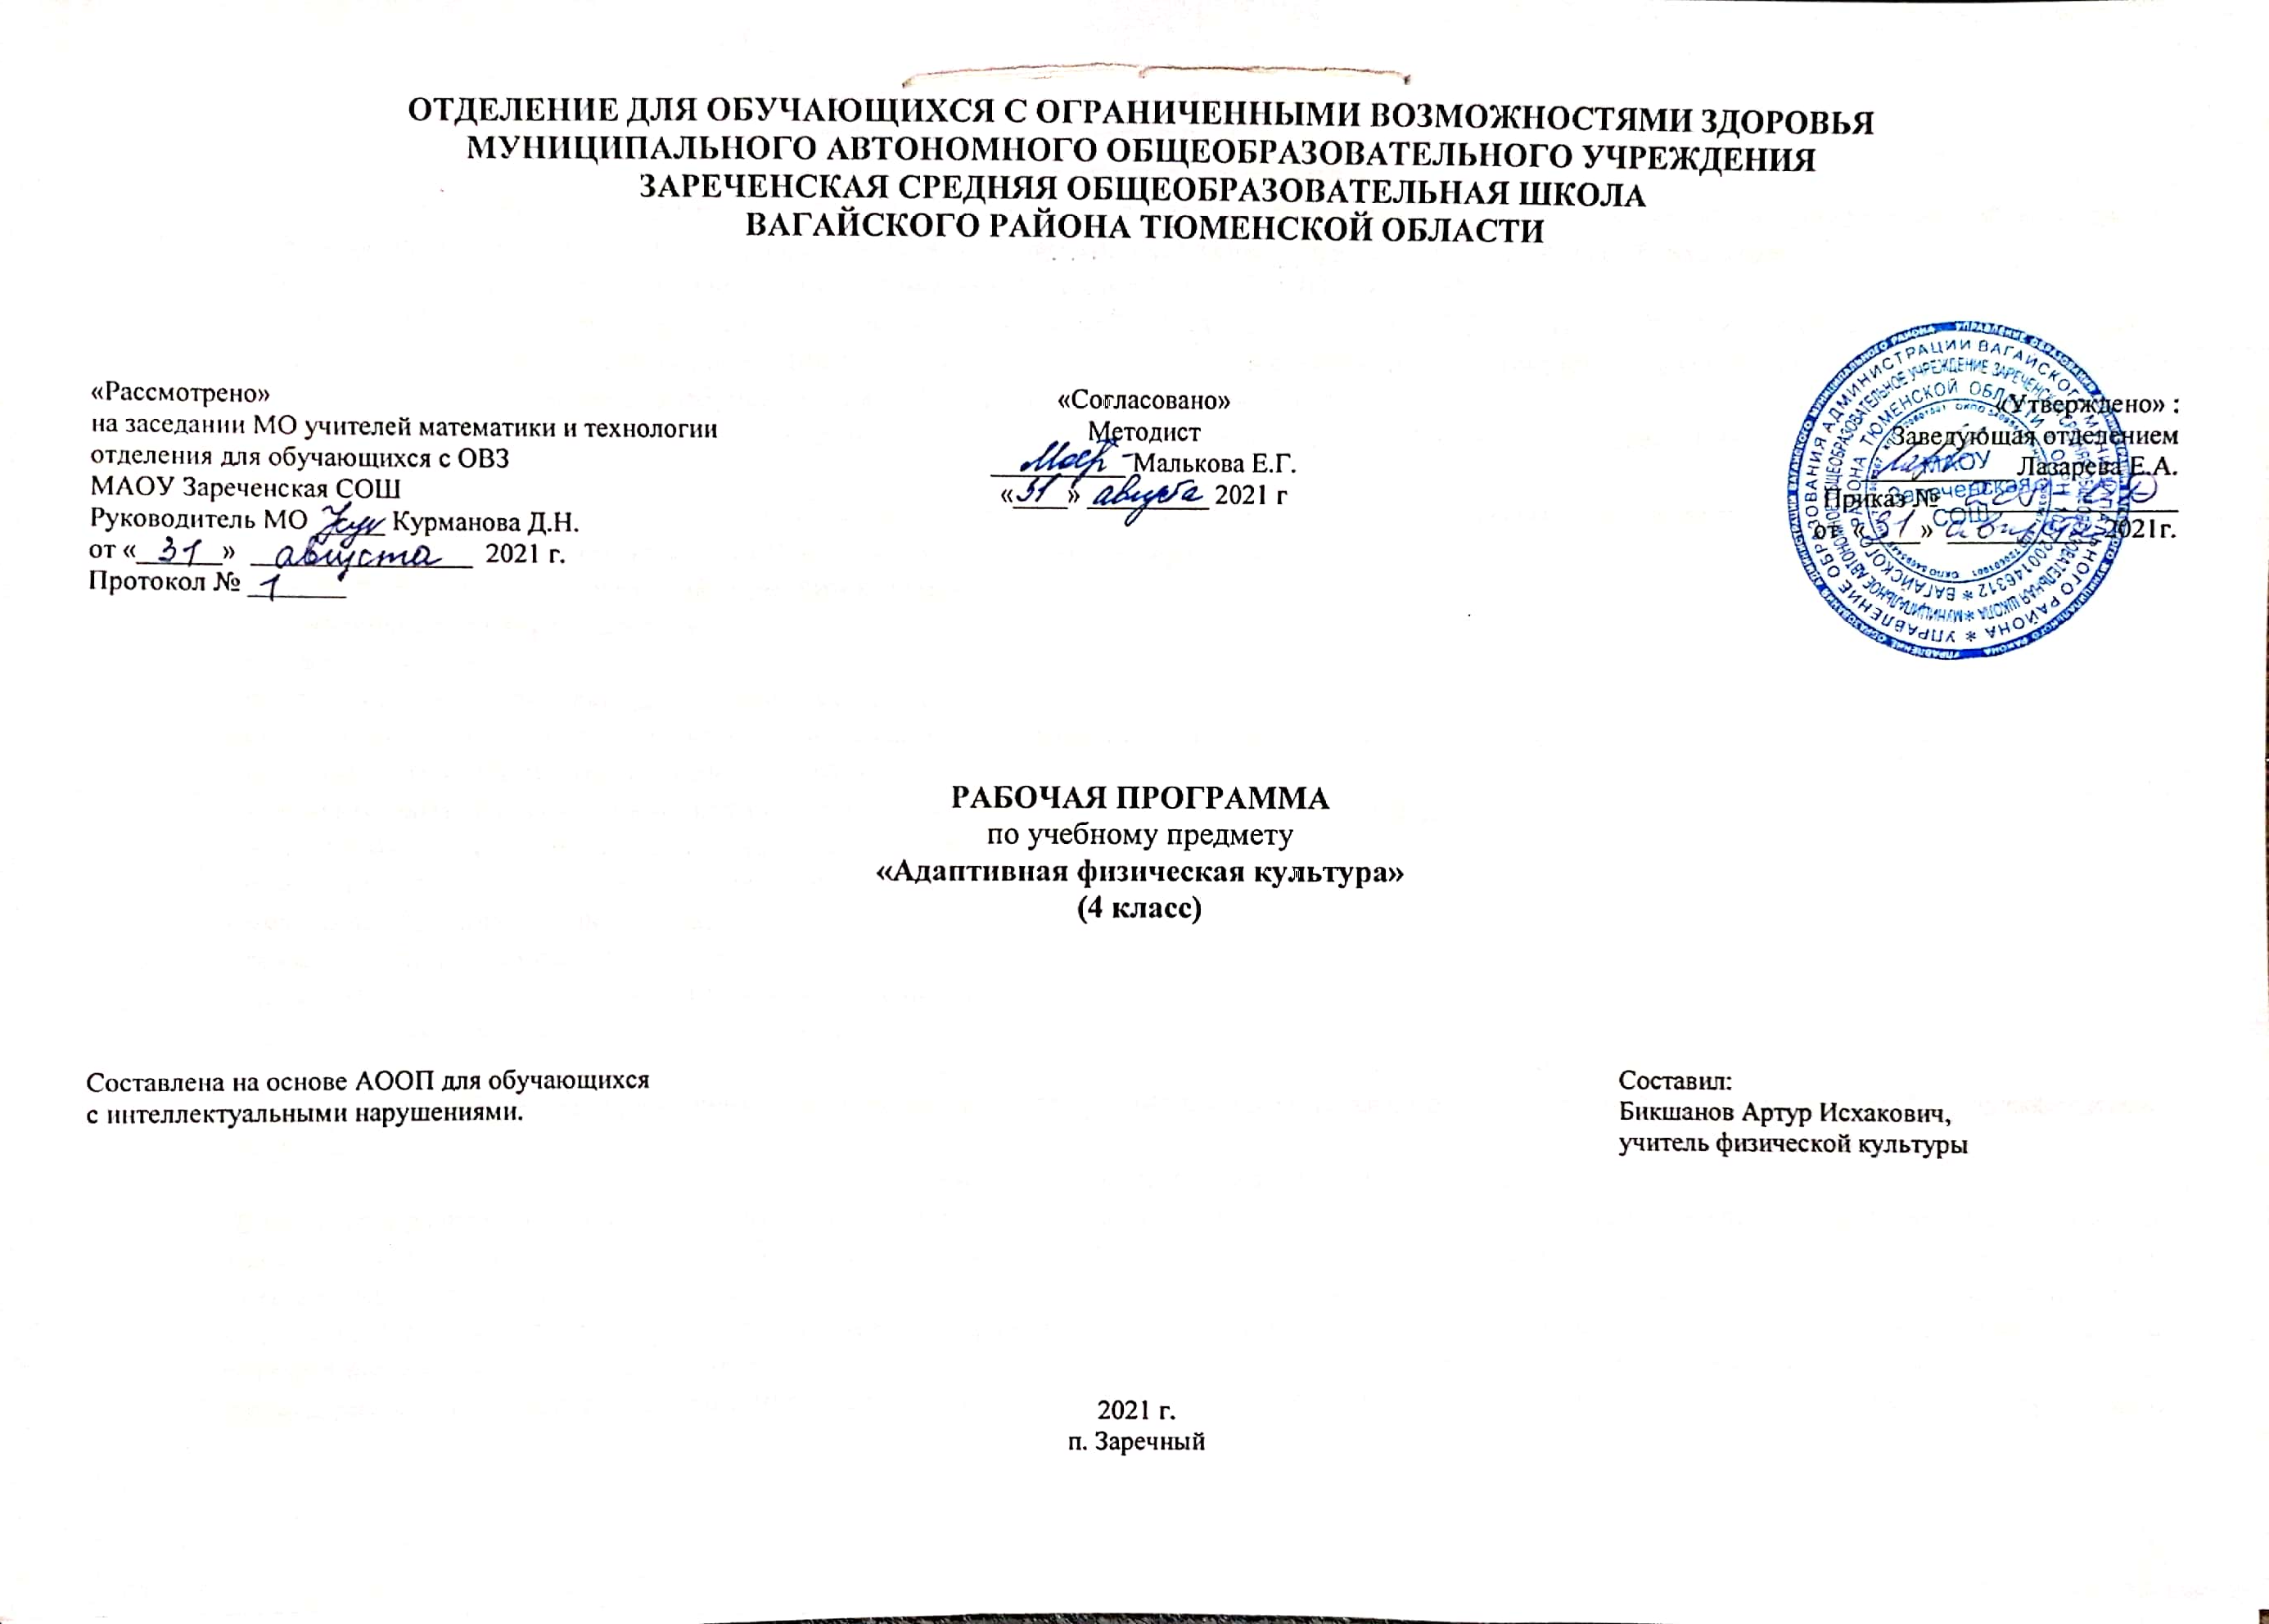 ОТДЕЛЕНИЕ ДЛЯ ОБУЧАЮЩИХСЯ С ОГРАНИЧЕННЫМИ ВОЗМОЖНОСТЯМИ ЗДОРОВЬЯ
МУНИЦИПАЛЬНОГО АВТОНОМНОГО ОБЩЕОБРАЗОВАТЕЛЬНОГО УЧРЕЖДЕНИЯ
ЗАРЕЧЕНСКАЯ СРЕДНЯЯ ОБЩЕОБРАЗОВАТЕЛЬНАЯ ШКОЛА
ВАГАЙСКОГО РАЙОНА ТЮМЕНСКОЙ ОБЛАСТИ
«Рассмотрено»
на заседании МО учителей математики и технологии
отделения для обучающихся с ОВЗ
МАОУ Зареченская СОШ
Руководитель МО Курманова Д.Н.
от «31» августа 2021 г.
Протокол № 1
«Согласовано»
Методист
Малькова Е.Г.
«31» августа 2021 г
«Утверждено» :
Заведующая отделением
Лазарева Е.А.
Приказ №
от «31» августа 2021г.
МАОУ
Зареченская
СОШ
РАБОЧАЯ ПРОГРАММА
по учебному предмету
«Адаптивная физическая культура»
(4 класс)
Составлена на основе АООП для обучающихся
с интеллектуальными нарушениями.
Составил:
Бикшанов Артур Исхакович,
учитель физической культуры
2021 г.
п. Заречный